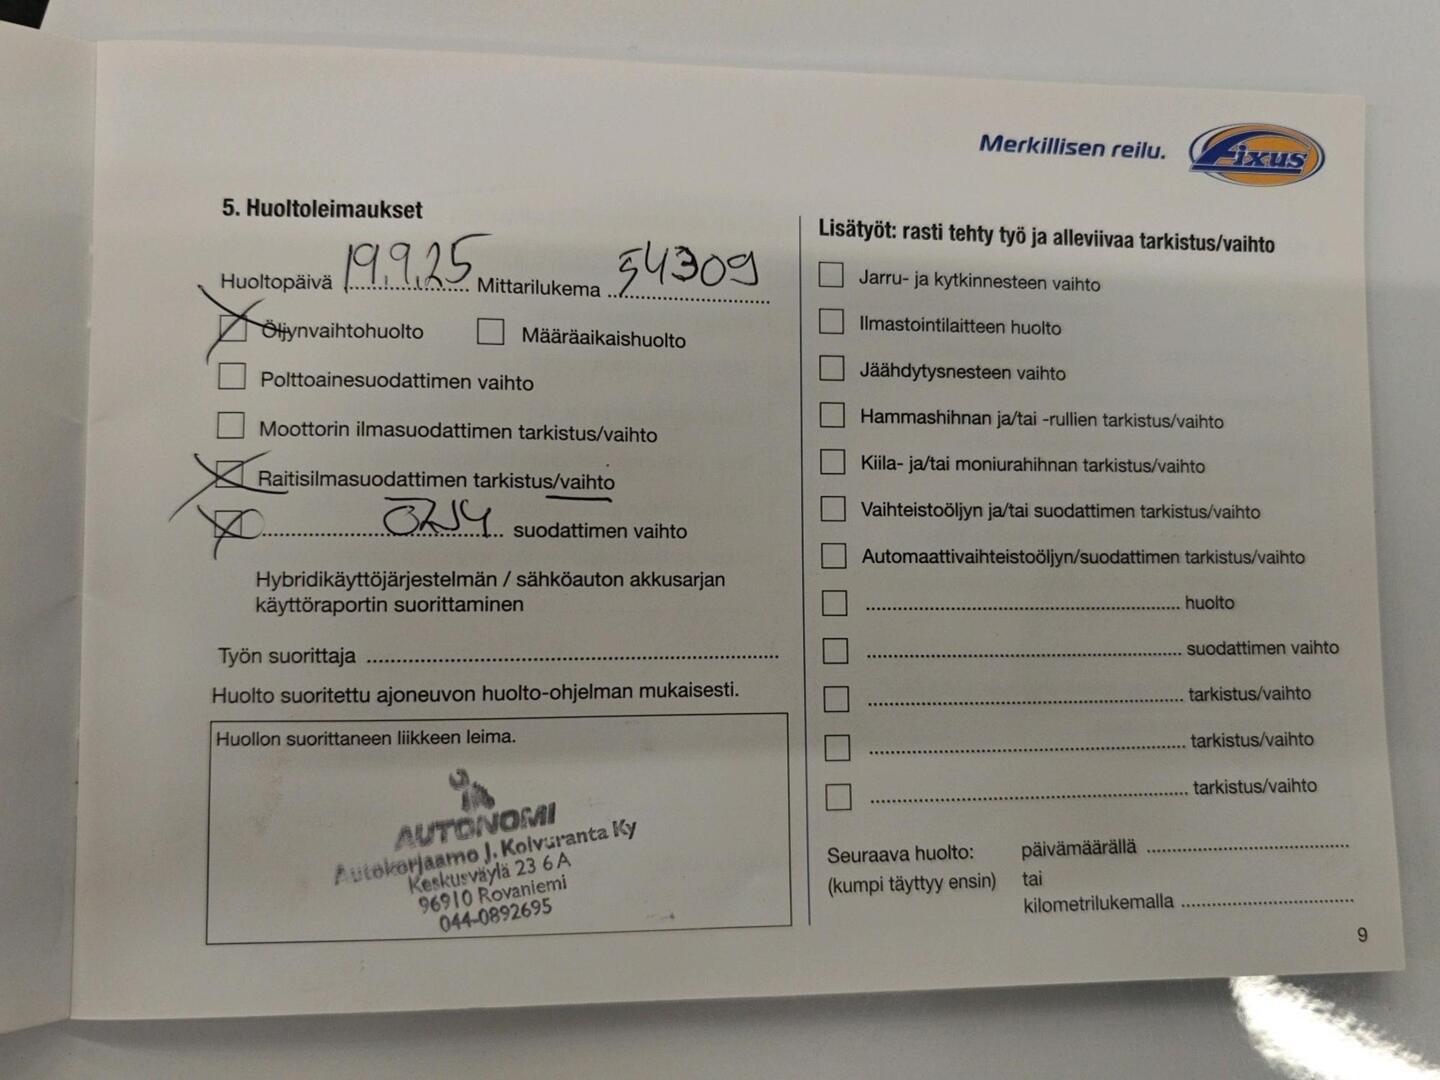 Merkillisen reilu. Fixus
5. Huoltoleimaukset
Huoltopäivä 19.9.25 Mittarilukema 54309
Öljynvaihtohuolto Määräaikaishuolto
Polttoainesuodattimen vaihto
Moottorin ilmasuodattimen tarkistus/vaihto
Raitisilmasuodattimen tarkistus/vaihto
ÖZJY suodattimen vaihto
Hybridikäyttöjärjestelmän / sähköauton akkusarjan
käyttöraportin suorittaminen
Työn suorittaja
Huolto suoritettu ajoneuvon huolto-ohjelman mukaisesti.
Huollon suorittaneen liikkeen leima.
AUTONOMI
Autokorjaamo J. Koivuranta Ky
Keskusväylä 23 6 A
96910 Rovaniemi
044-0892695
Lisätyöt: rasti tehty työ ja alleviivaa tarkistus/vaihto
Jarru- ja kytkinnesteen vaihto
Ilmastointilaitteen huolto
Jäähdytysnesteen vaihto
Hammashihnan ja/tai -rullien tarkistus/vaihto
Kiila- ja/tai moniurahihnan tarkistus/vaihto
Vaihteistoöljyn ja/tai suodattimen tarkistus/vaihto
Automaattivaihteistoöljyn/suodattimen tarkistus/vaihto
huolto
suodattimen vaihto
tarkistus/vaihto
tarkistus/vaihto
tarkistus/vaihto
Seuraava huolto: päivämäärällä
(kumpi täyttyy ensin) tai
kilometrilukemalla
9